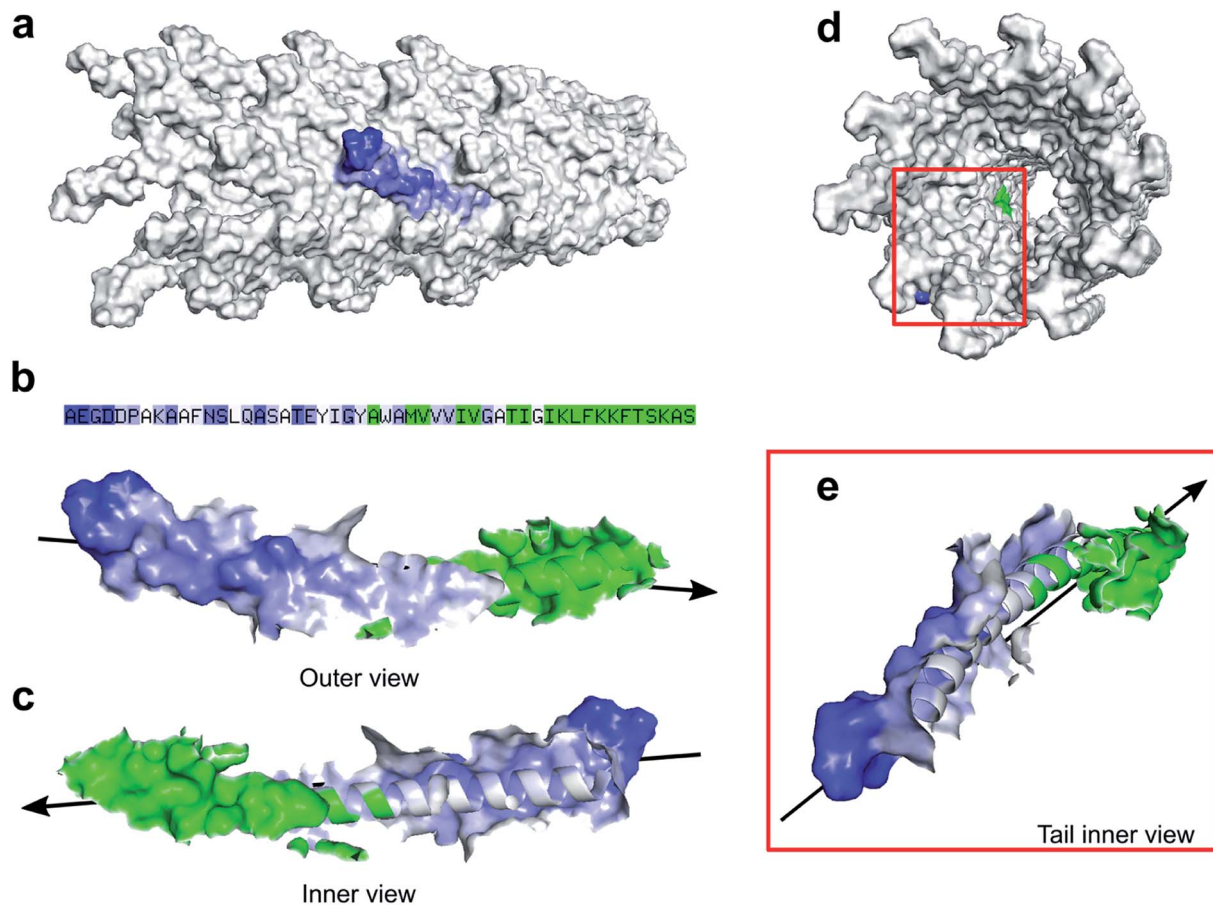 a
d
b
AEGDDPAKAAFNSLQASATEYIGYAWAMVVVIVGATIGIKLFKKFTSKAS
e
Outer view
c
Tail inner view
Inner view